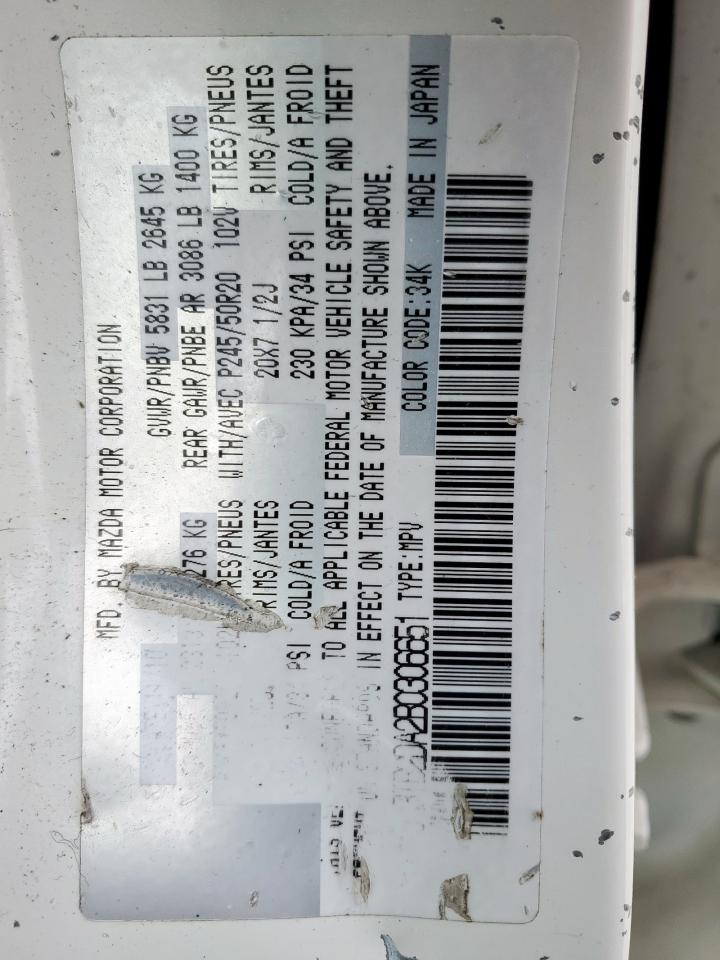 MFD. BY MAZDA MOTOR CORPORATION
GVWR/PNBV 5831 LB 2645 KG
276 KG REAR GAWR/PNBE AR 3086 LB 1400 KG
WITH/AVEC P245/50R20 102V TIRES/PNEUS
RIMS/JANTES 20X7 1/2J RIMS/JANTES
PSI COLD/A FROID 230 KPA/34 PSI COLD/A FROID
TO ALL APPLICABLE FEDERAL MOTOR VEHICLE SAFETY AND THEFT
IN EFFECT ON THE DATE OF MANUFACTURE SHOWN ABOVE.
DA2B0306651 TYPE:MPV COLOR CODE:34K MADE IN JAPAN